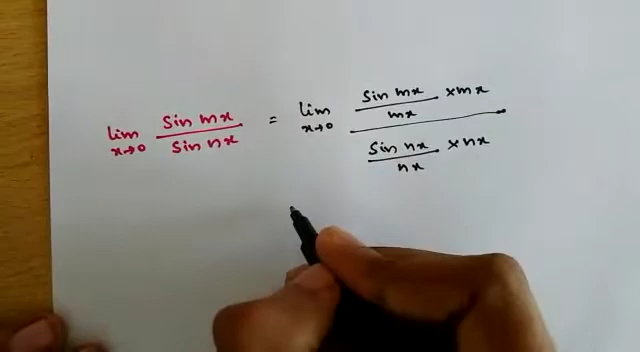 lim x→0 sin mx / sin nx = lim x→0 (sin mx / mx × mx) / (sin nx / nx × nx)